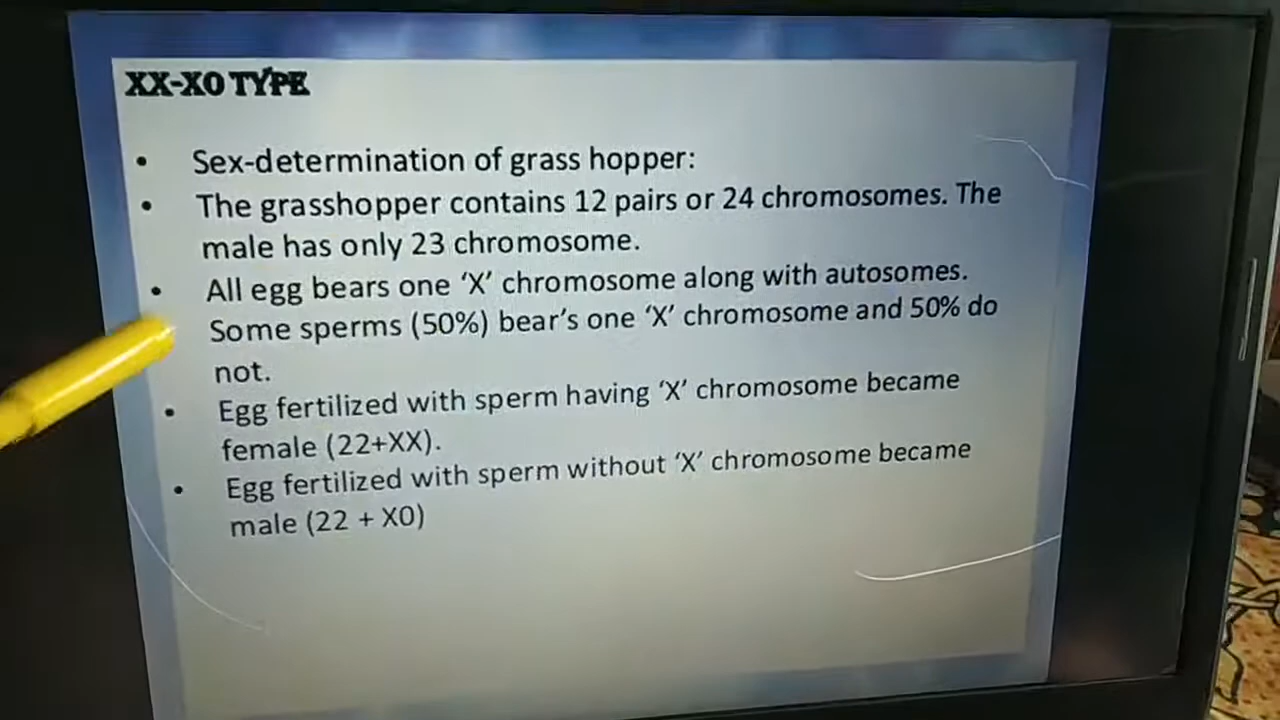 XX-XO TYPE
• Sex-determination of grass hopper:
• The grasshopper contains 12 pairs or 24 chromosomes. The
male has only 23 chromosome.
• All egg bears one ‘X’ chromosome along with autosomes.
Some sperms (50%) bear’s one ‘X’ chromosome and 50% do
not.
• Egg fertilized with sperm having ‘X’ chromosome became
female (22+XX).
• Egg fertilized with sperm without ‘X’ chromosome became
male (22 + X0)